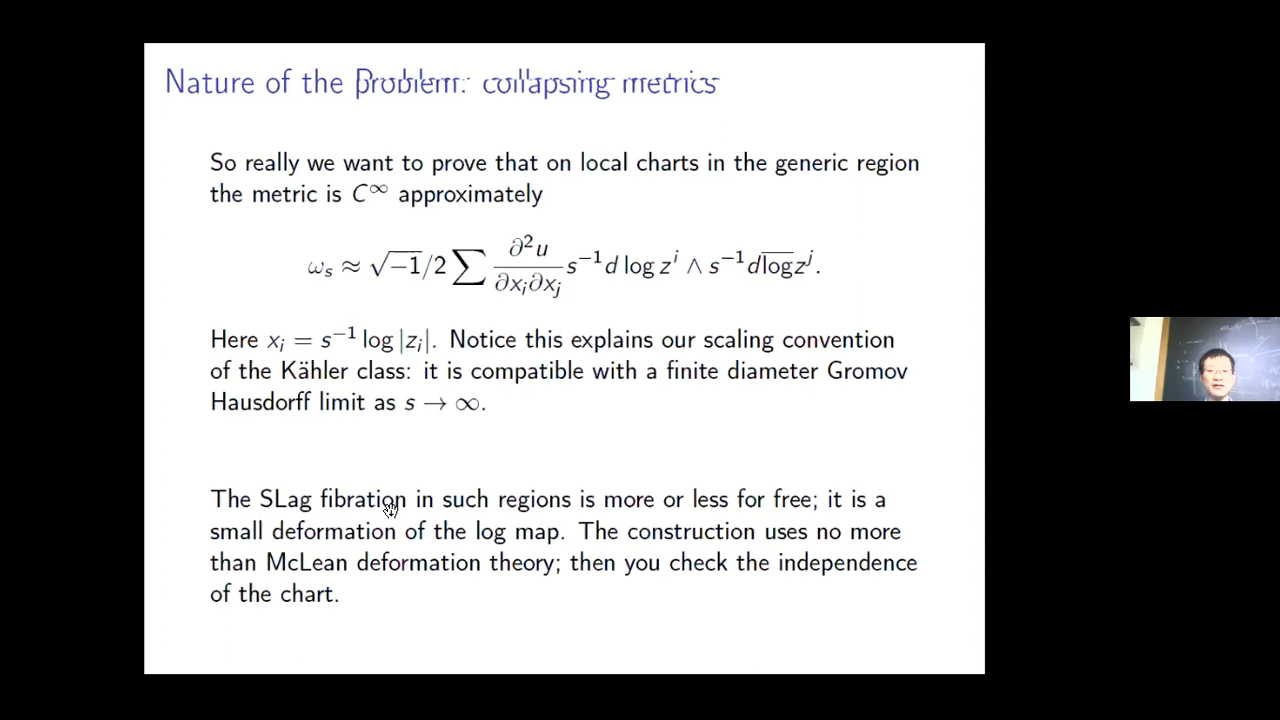 Nature of the Problem: collapsing metrics
So really we want to prove that on local charts in the generic region
the metric is C^∞ approximately
ω_s ≈ √−1/2 ∑ ∂²u/∂x_i∂x_j s^{−1}d log z^i ∧ s^{−1}d\overline{log}z^j.
Here x_i = s^{−1} log |z_i|. Notice this explains our scaling convention
of the Kähler class: it is compatible with a finite diameter Gromov
Hausdorff limit as s → ∞.
The SLag fibration in such regions is more or less for free; it is a
small deformation of the log map. The construction uses no more
than McLean deformation theory; then you check the independence
of the chart.